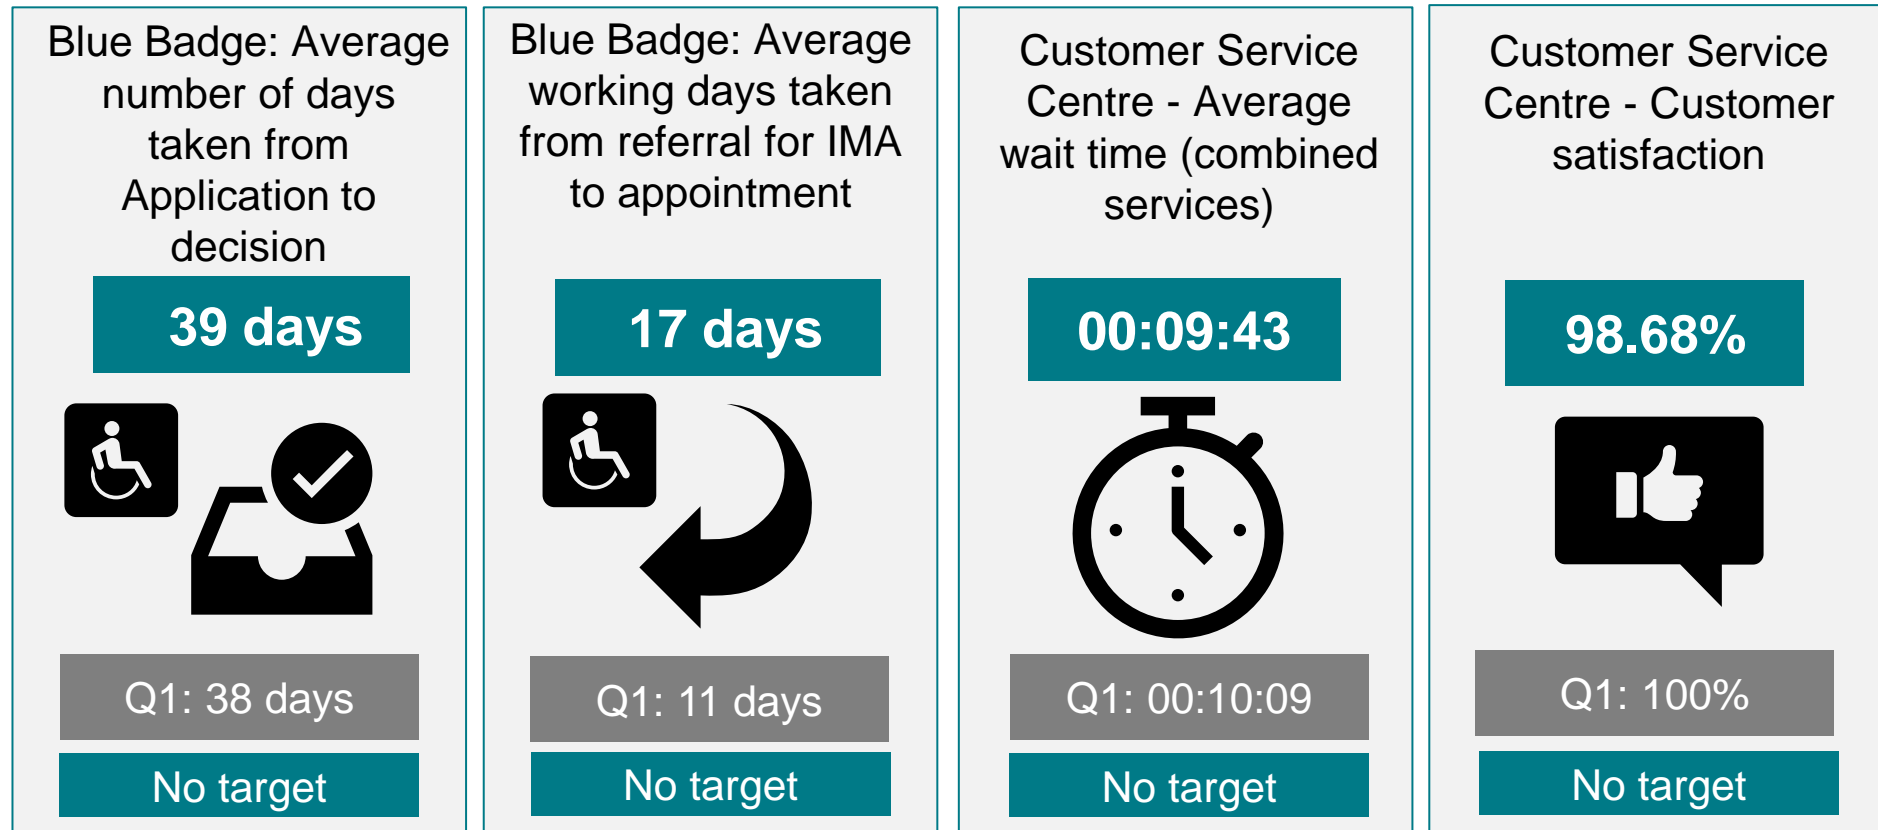 Blue Badge: Average
number of days
taken from
Application to
decision
39 days
Q1: 38 days
No target
Blue Badge: Average
working days taken
from referral for IMA
to appointment
17 days
Q1: 11 days
No target
Customer Service
Centre - Average
wait time (combined
services)
00:09:43
Q1: 00:10:09
No target
Customer Service
Centre - Customer
satisfaction
98.68%
Q1: 100%
No target